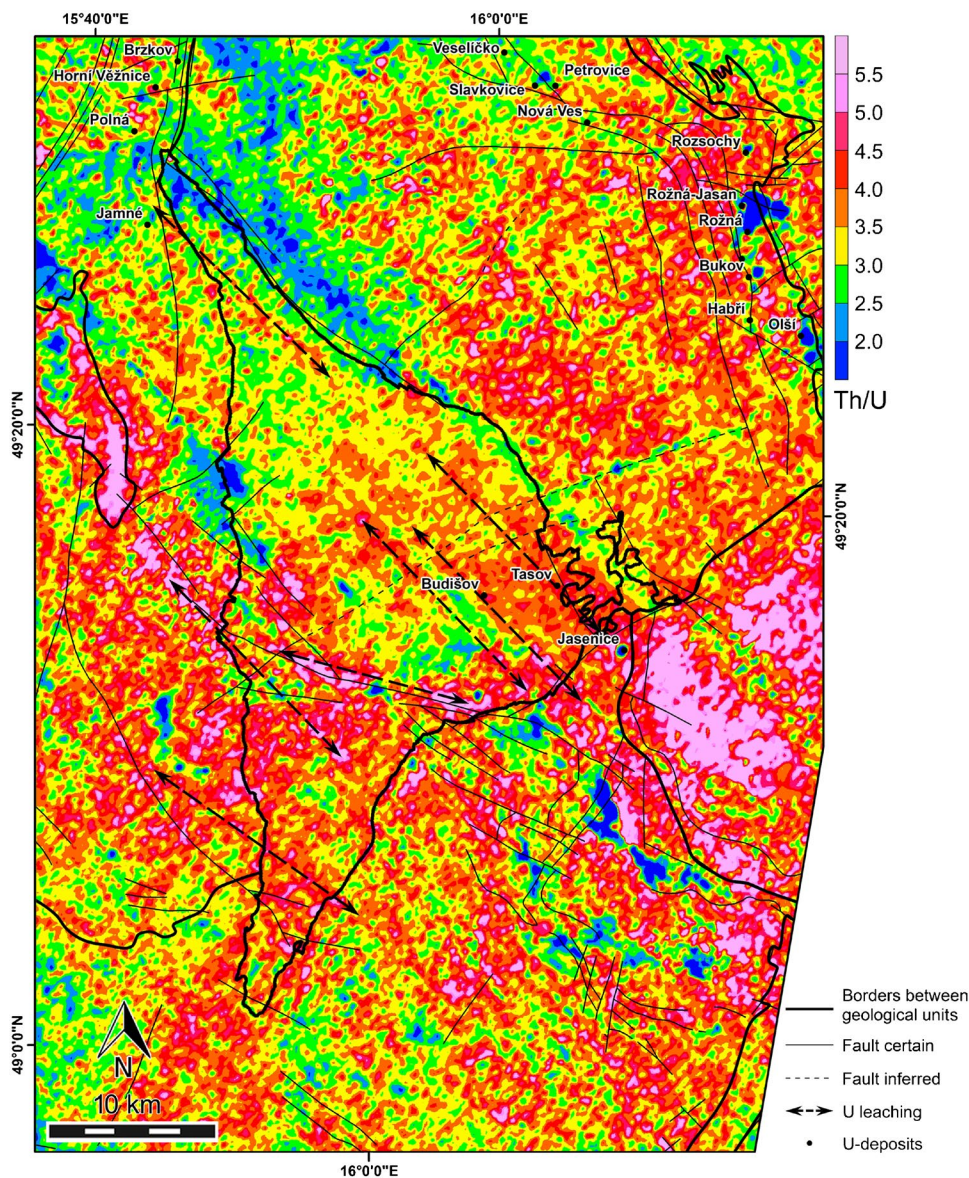 15°40'0"E
16°0'0"E
Brzkov
Veselíčko
Horní Věžnice
Petrovice
Slavkovice
Polná
Nová Ves
Rozsochy
Rožná-Jasan
Jamné
Rožná
Bukov
Habří
Olší
5.5
5.0
4.5
4.0
3.5
3.0
2.5
2.0
Th/U
49°20'0"N
49°20'0"N
Budišov
Tasov
Jasenice
49°0'0"N
N
10 km
16°0'0"E
Borders between
geological units
Fault certain
Fault inferred
U leaching
U-deposits